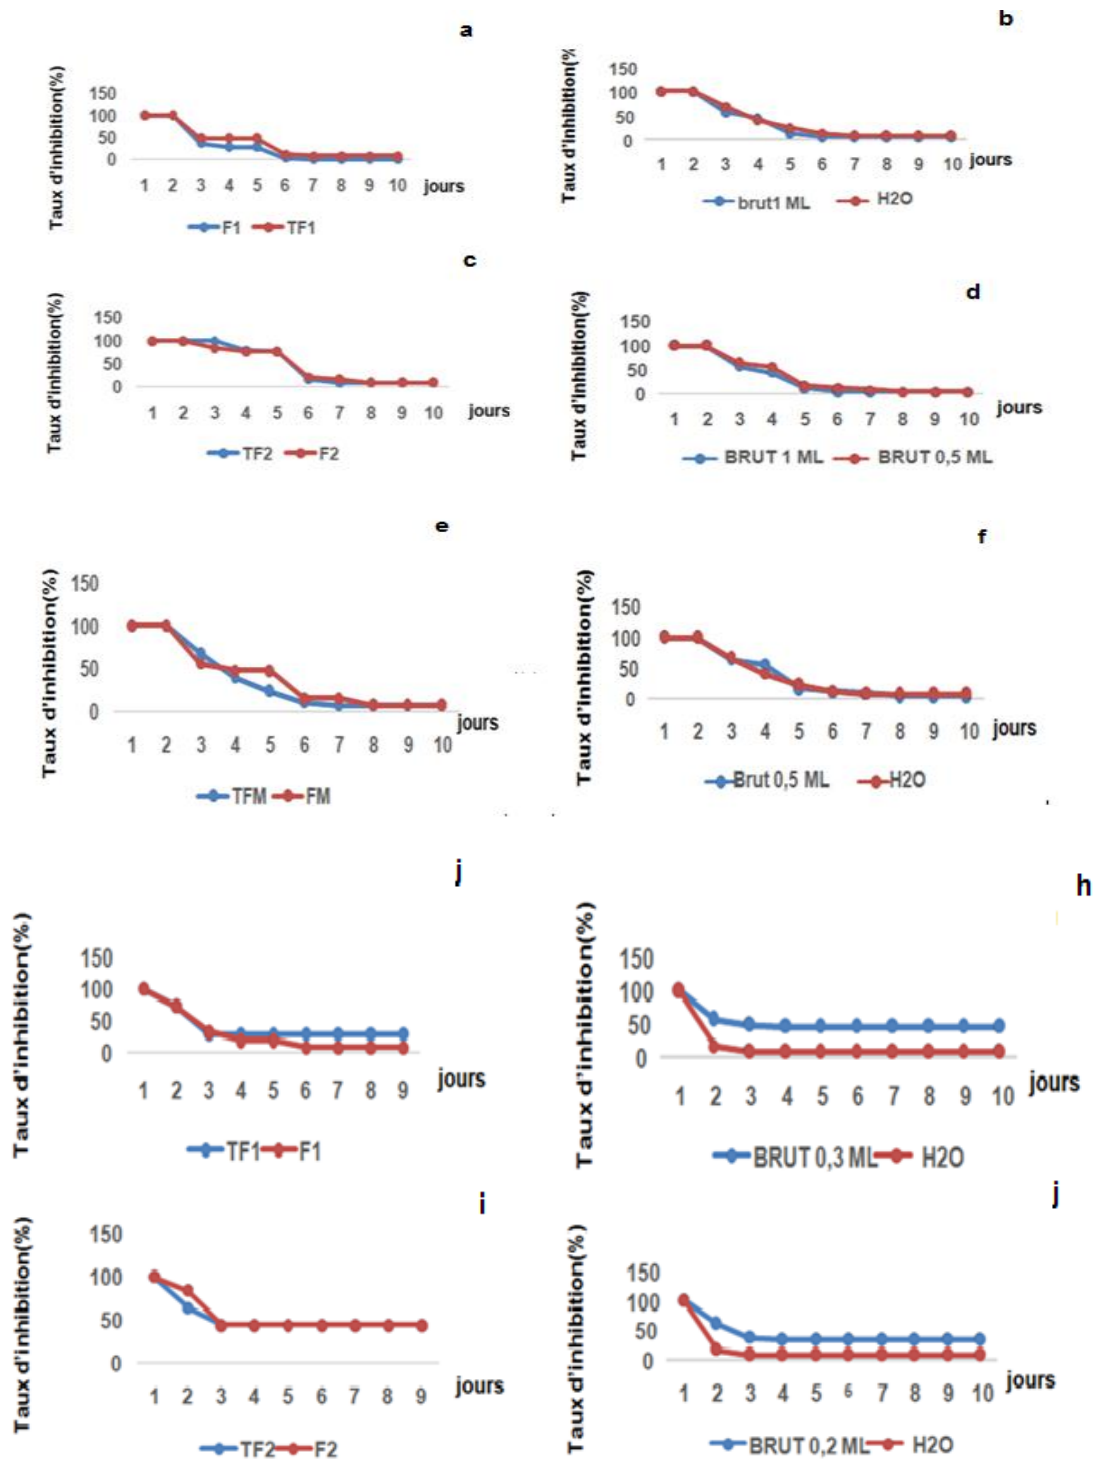 a
Taux d'inhibition(%)
150
100
50
0
1 2 3 4 5 6 7 8 9 10
jours
F1 TF1
b
Taux d'inhibition(%
150
100
50
0
1 2 3 4 5 6 7 8 9 10
jours
brut1 ML H2O
c
Taux d'inhibition(%)
150
100
50
0
1 2 3 4 5 6 7 8 9 10
jours
TF2 F2
d
Taux d'inhibition(%)
150
100
50
0
1 2 3 4 5 6 7 8 9 10
jours
BRUT 1 ML BRUT 0,5 ML
e
Taux d'inhibition(%)
150
100
50
0
1 2 3 4 5 6 7 8 9 10
jours
TFM FM
f
Taux d'inhibition(%)
150
100
50
0
1 2 3 4 5 6 7 8 9 10
jours
Brut 0,5 ML H2O
j
Taux d'inhibition(%)
150
100
50
0
1 2 3 4 5 6 7 8 9
jours
TF1 F1
h
Taux d'inhibition(%)
150
100
50
0
1 2 3 4 5 6 7 8 9 10
jours
BRUT 0,3 ML H2O
i
Taux d'inhibition(%)
150
100
50
0
1 2 3 4 5 6 7 8 9
jours
TF2 F2
j
Taux d'inhibition(%)
150
100
50
0
1 2 3 4 5 6 7 8 9 10
jours
BRUT 0,2 ML H2O